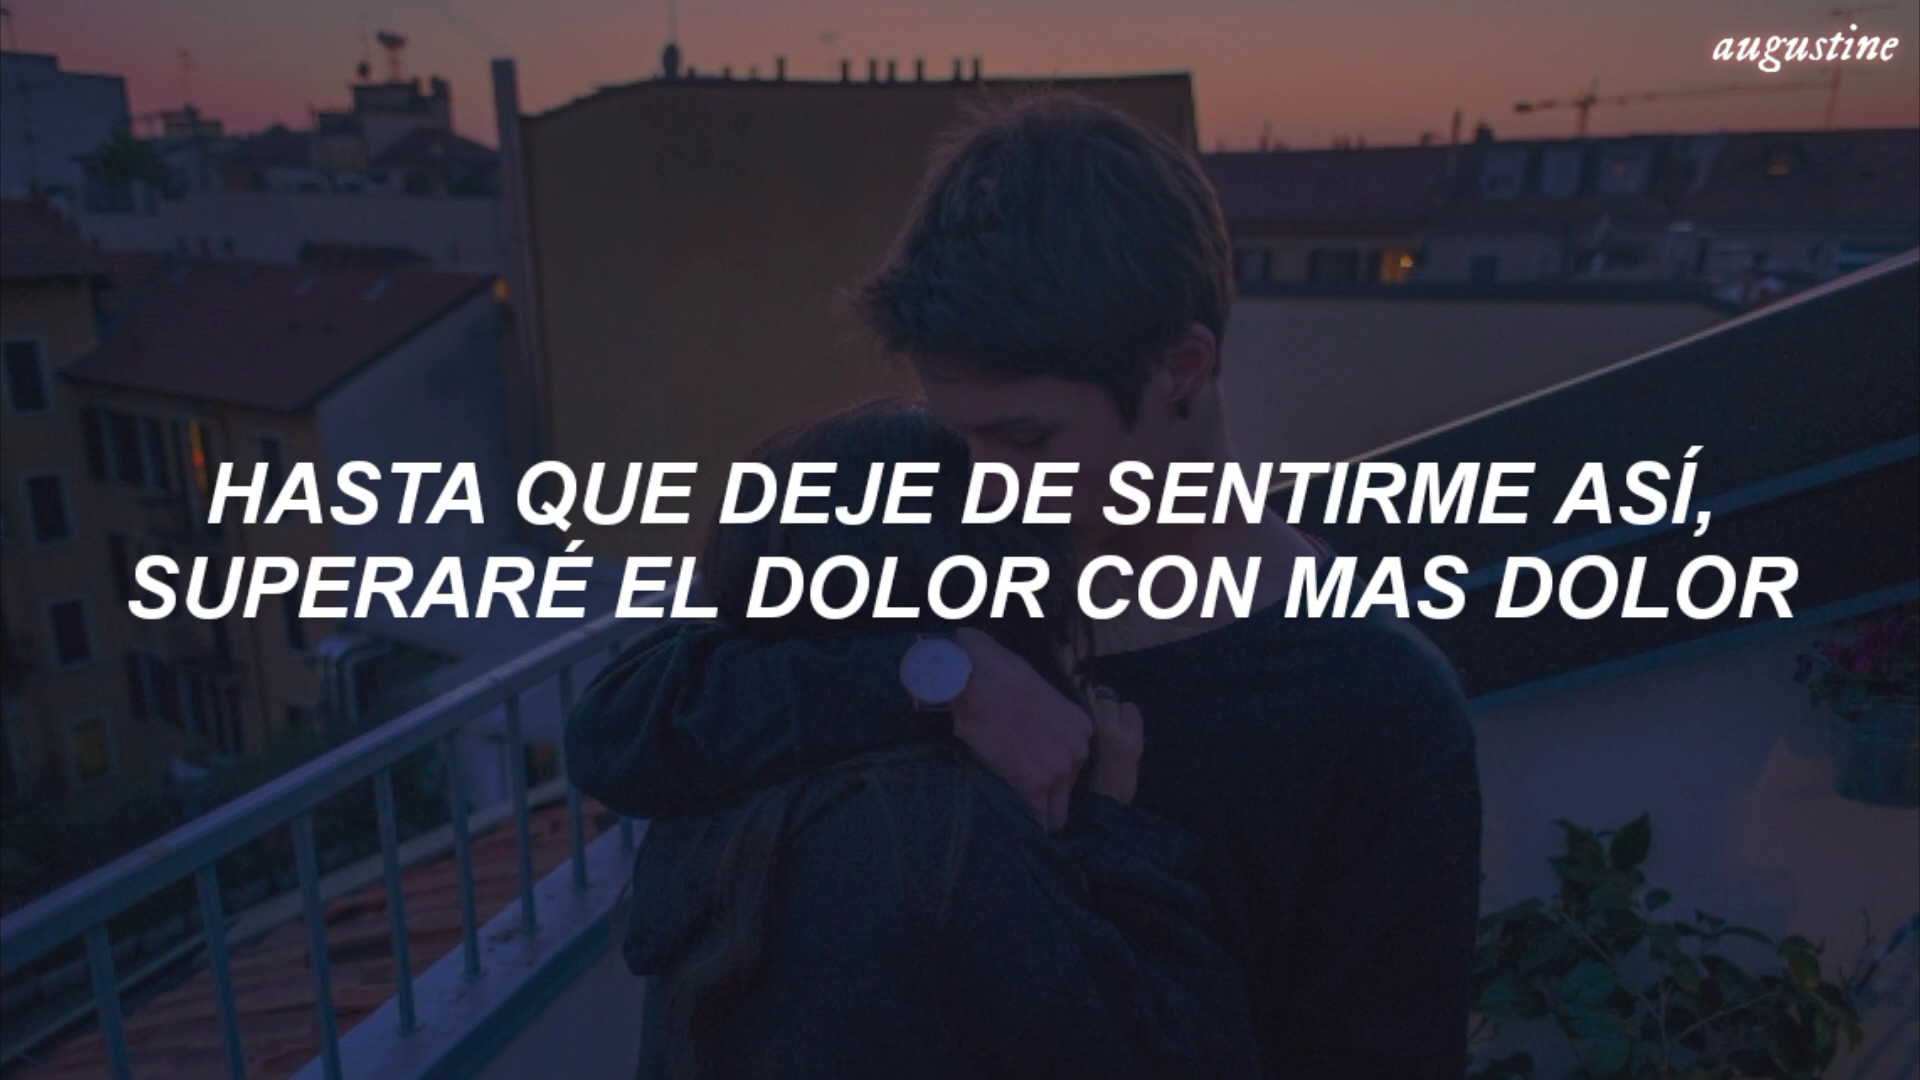 augustine
HASTA QUE DEJE DE SENTIRME ASÍ,
SUPERARÉ EL DOLOR CON MAS DOLOR